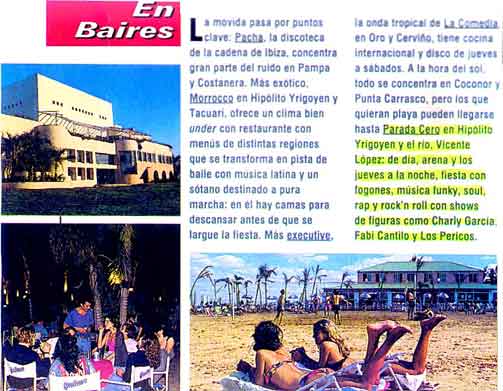 En
Baires
La movida pasa por puntos
clave: Pacha, la discoteca
de la cadena de Ibiza, concentra
gran parte del ruido en Pampa
y Costanera. Más exótico,
Morrocco en Hipólito Yrigoyen y
Tacuarí, ofrece un clima bien
under con restaurante con
menús de distintas regiones
que se transforma en pista de
baile con música latina y un
sótano destinado a pura
marcha: en él hay camas para
descansar antes de que se
largue la fiesta. Más executive,
la onda tropical de La Comedia
en Oro y Cerviño, tiene cocina
internacional y disco de jueves
a sábados. A la hora del sol,
todo se concentra en Coconor y
Punta Carrasco, pero los que
quieran playa pueden llegarse
hasta Parada Cero en Hipólito
Yrigoyen y el río, Vicente
López: de día, arena y los
jueves a la noche, fiesta con
fogones, música funky, soul,
rap y rock'n roll con shows
de figuras como Charly García,
Fabi Cantilo y Los Pericos.
Quilmes